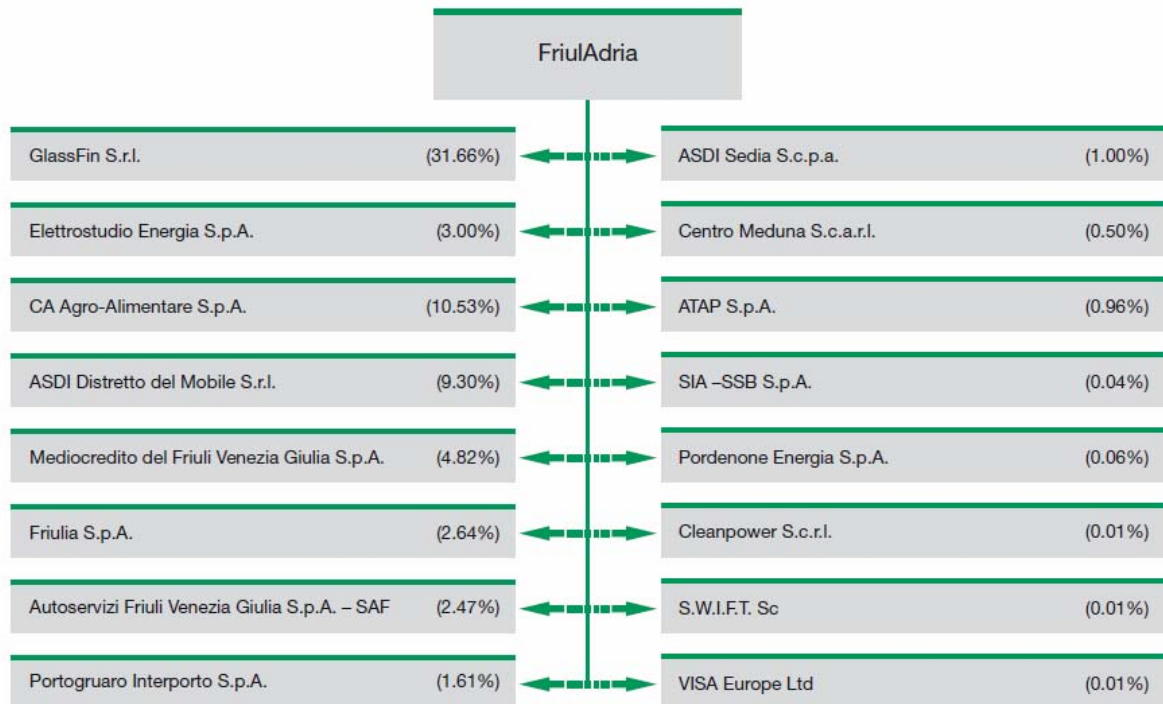 FriulAdria
GlassFin S.r.l. (31.66%)
ASDI Sedia S.c.p.a. (1.00%)
Elettrostudio Energia S.p.A. (3.00%)
Centro Meduna S.c.a.r.l. (0.50%)
CA Agro-Alimentare S.p.A. (10.53%)
ATAP S.p.A. (0.96%)
ASDI Distretto del Mobile S.r.l. (9.30%)
SIA –SSB S.p.A. (0.04%)
Mediocredito del Friuli Venezia Giulia S.p.A. (4.82%)
Pordenone Energia S.p.A. (0.06%)
Friulia S.p.A. (2.64%)
Cleanpower S.c.r.l. (0.01%)
Autoservizi Friuli Venezia Giulia S.p.A. – SAF (2.47%)
S.W.I.F.T. Sc (0.01%)
Portogruaro Interporto S.p.A. (1.61%)
VISA Europe Ltd (0.01%)